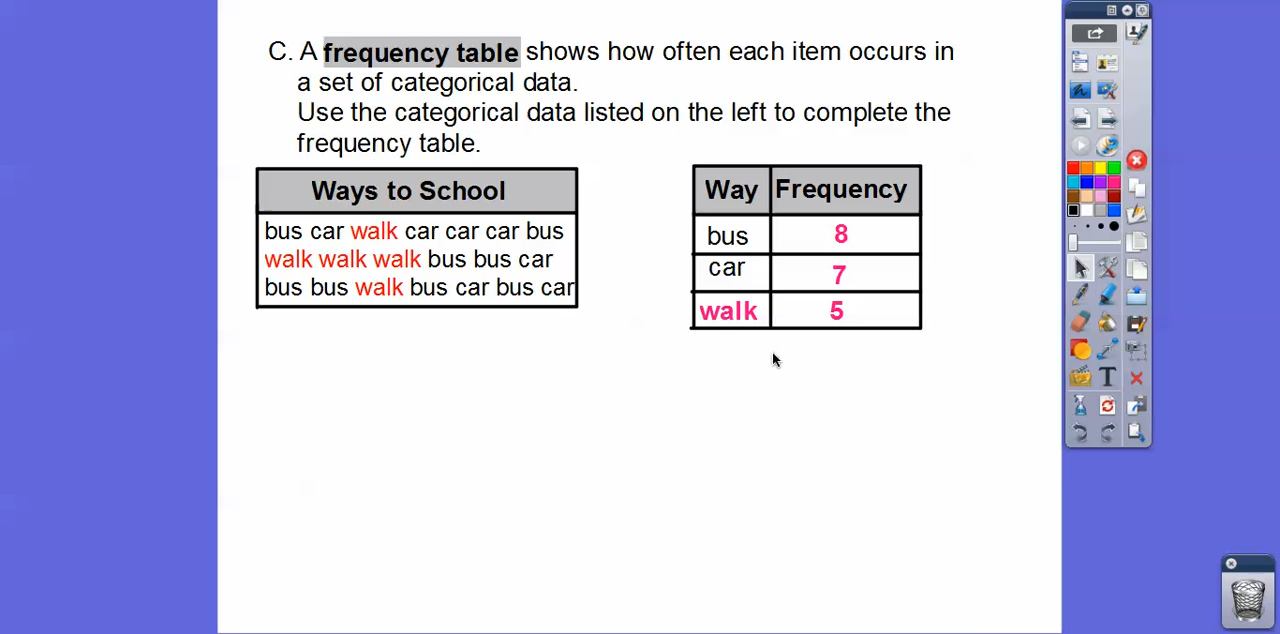 C. A frequency table shows how often each item occurs in
a set of categorical data.
Use the categorical data listed on the left to complete the
frequency table.
Ways to School
bus car walk car car car bus
walk walk walk bus bus car
bus bus walk bus car bus car
Way Frequency
bus 8
car 7
walk 5